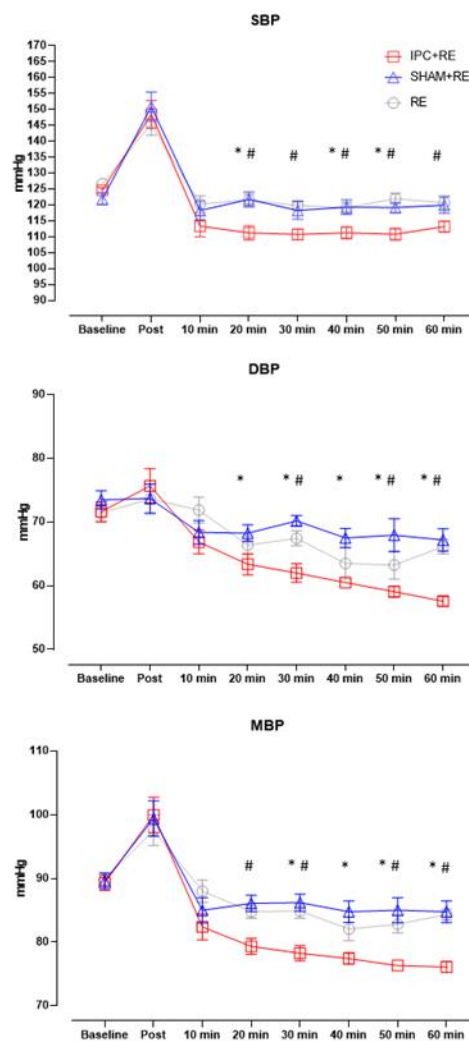 SBP
170
165
160
155
150
145
140
135
130
125
120
115
110
105
100
95
90
mmHg
IPC+RE
SHAM+RE
RE
* # # * # * # #
Baseline Post 10 min 20 min 30 min 40 min 50 min 60 min
DBP
90
80
70
60
50
mmHg
* * # * * # * #
Baseline Post 10 min 20 min 30 min 40 min 50 min 60 min
MBP
110
100
90
80
70
mmHg
# * # * * # * #
Baseline Post 10 min 20 min 30 min 40 min 50 min 60 min